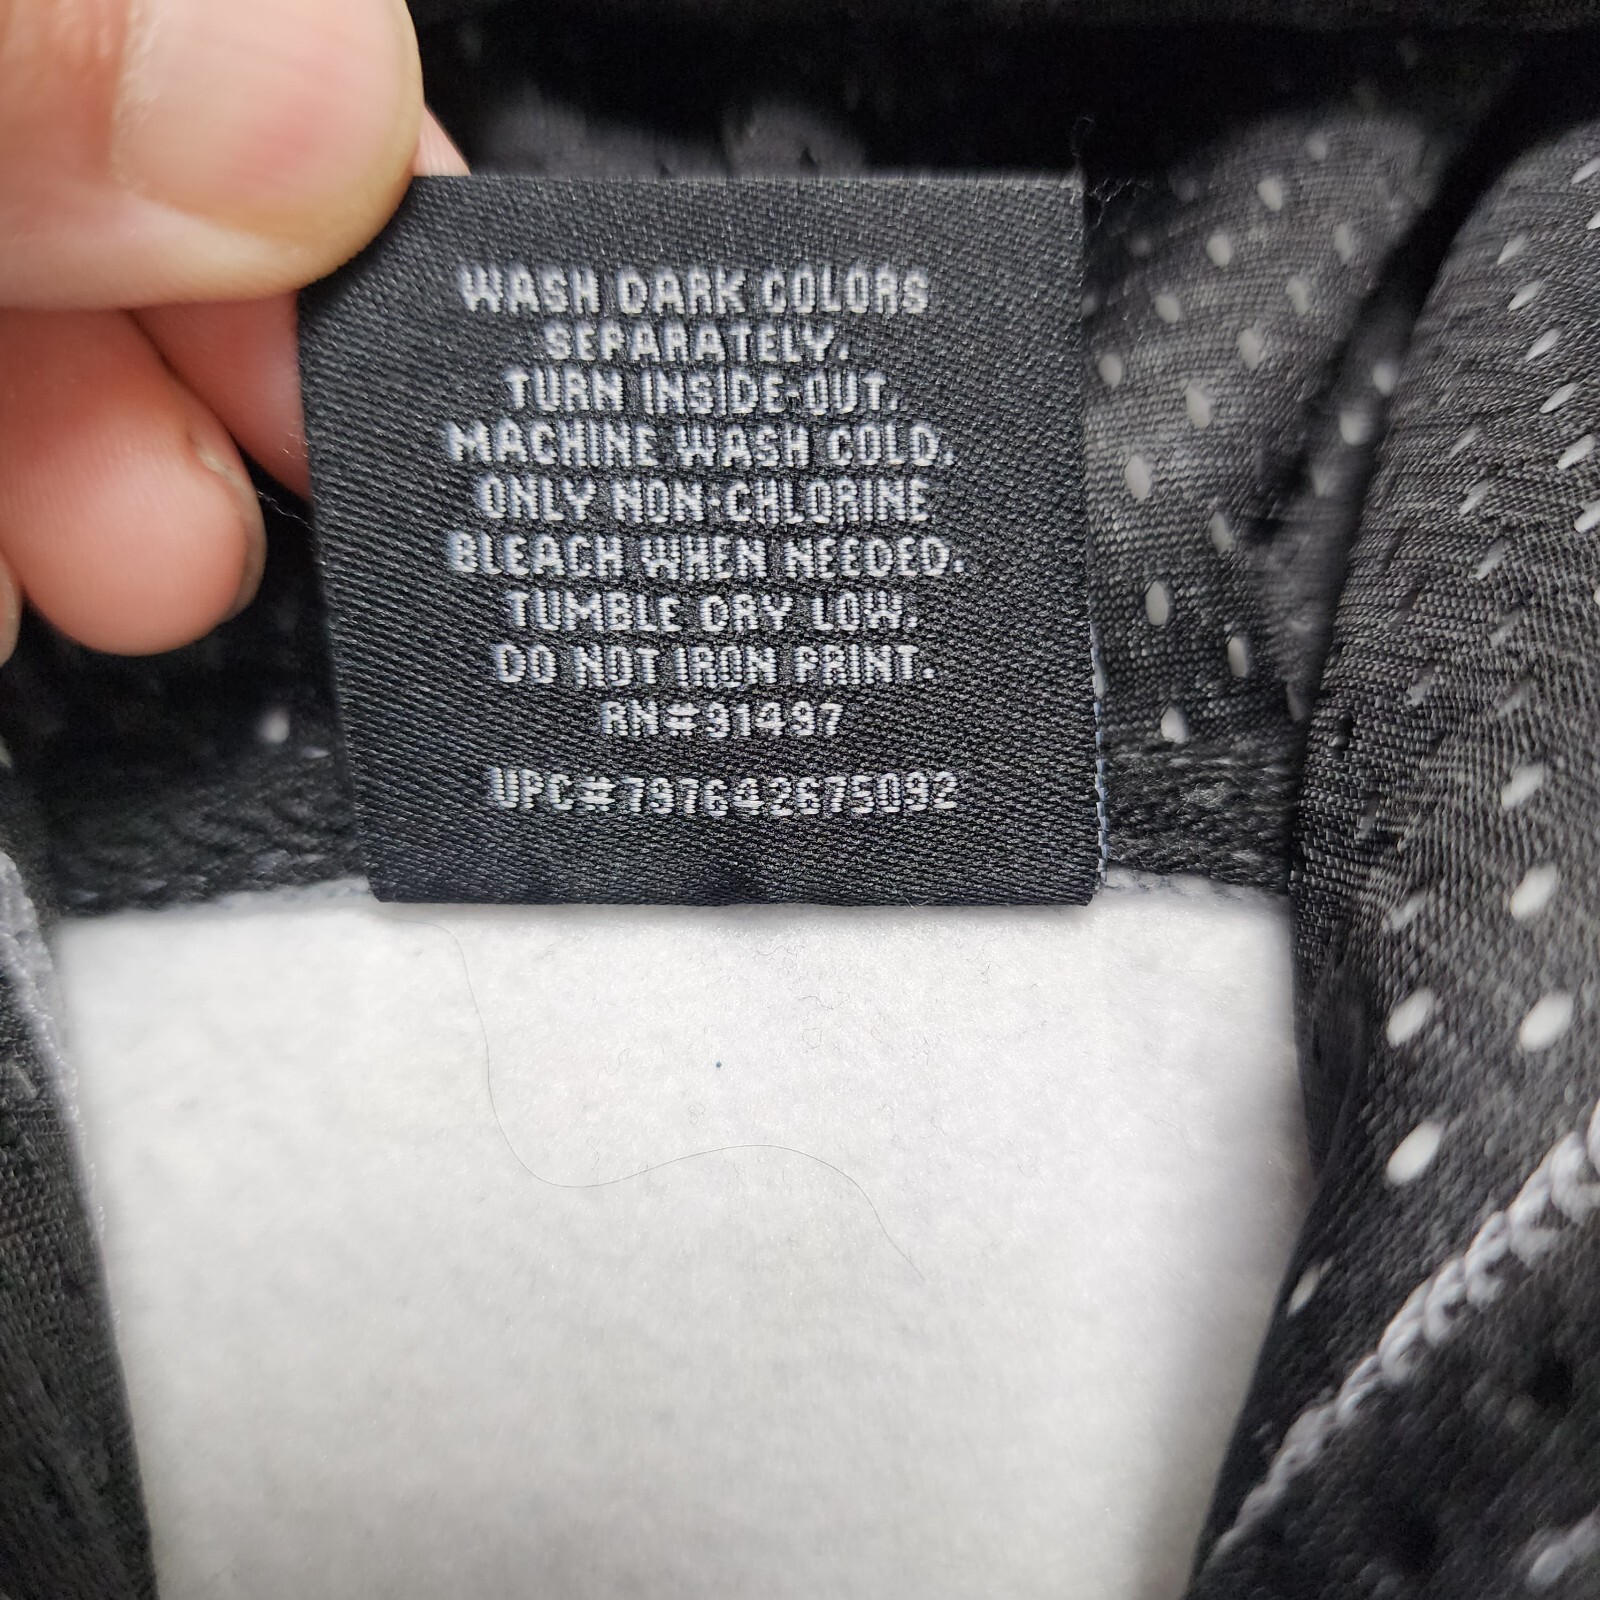 WASH DARK COLORS
SEPARATELY.
TURN INSIDE-OUT.
MACHINE WASH COLD.
ONLY NON-CHLORINE
BLEACH WHEN NEEDED.
TUMBLE DRY LOW.
DO NOT IRON PRINT.
RN#91497
UPC#797642675092